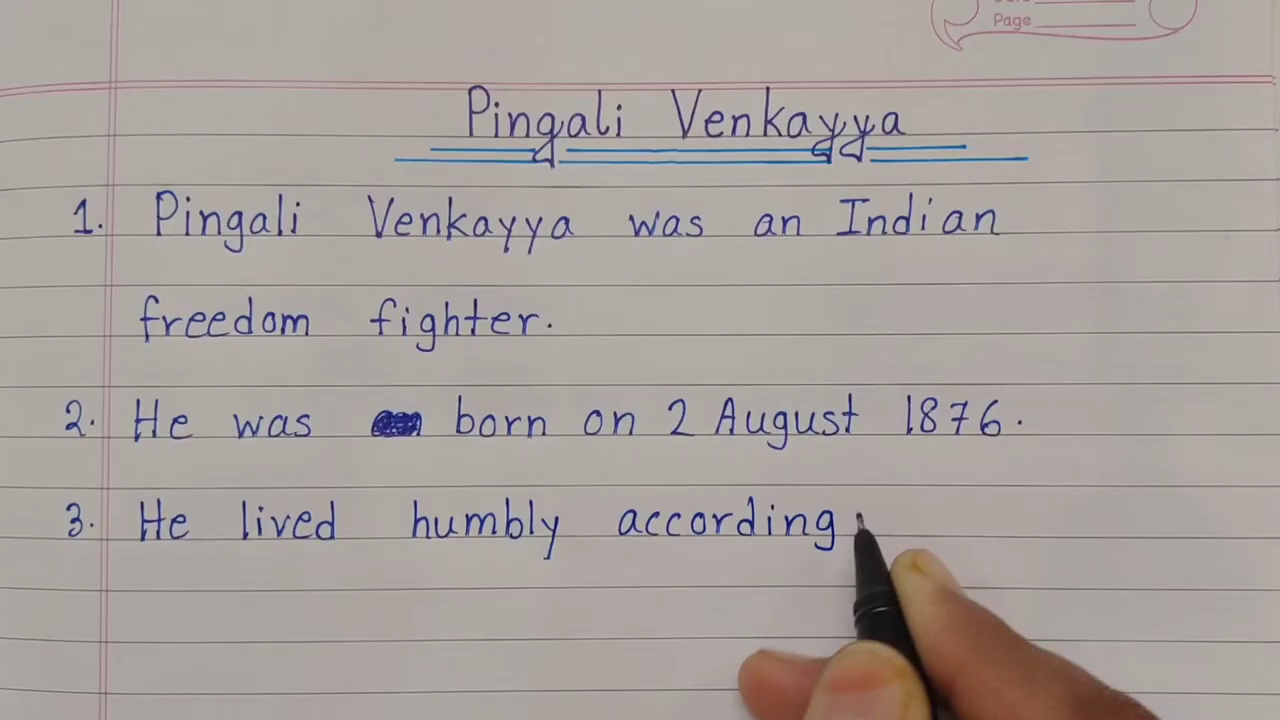 Page
Pingali Venkayya
1. Pingali Venkayya was an Indian
freedom fighter.
2. He was born on 2 August 1876.
3. He lived humbly according